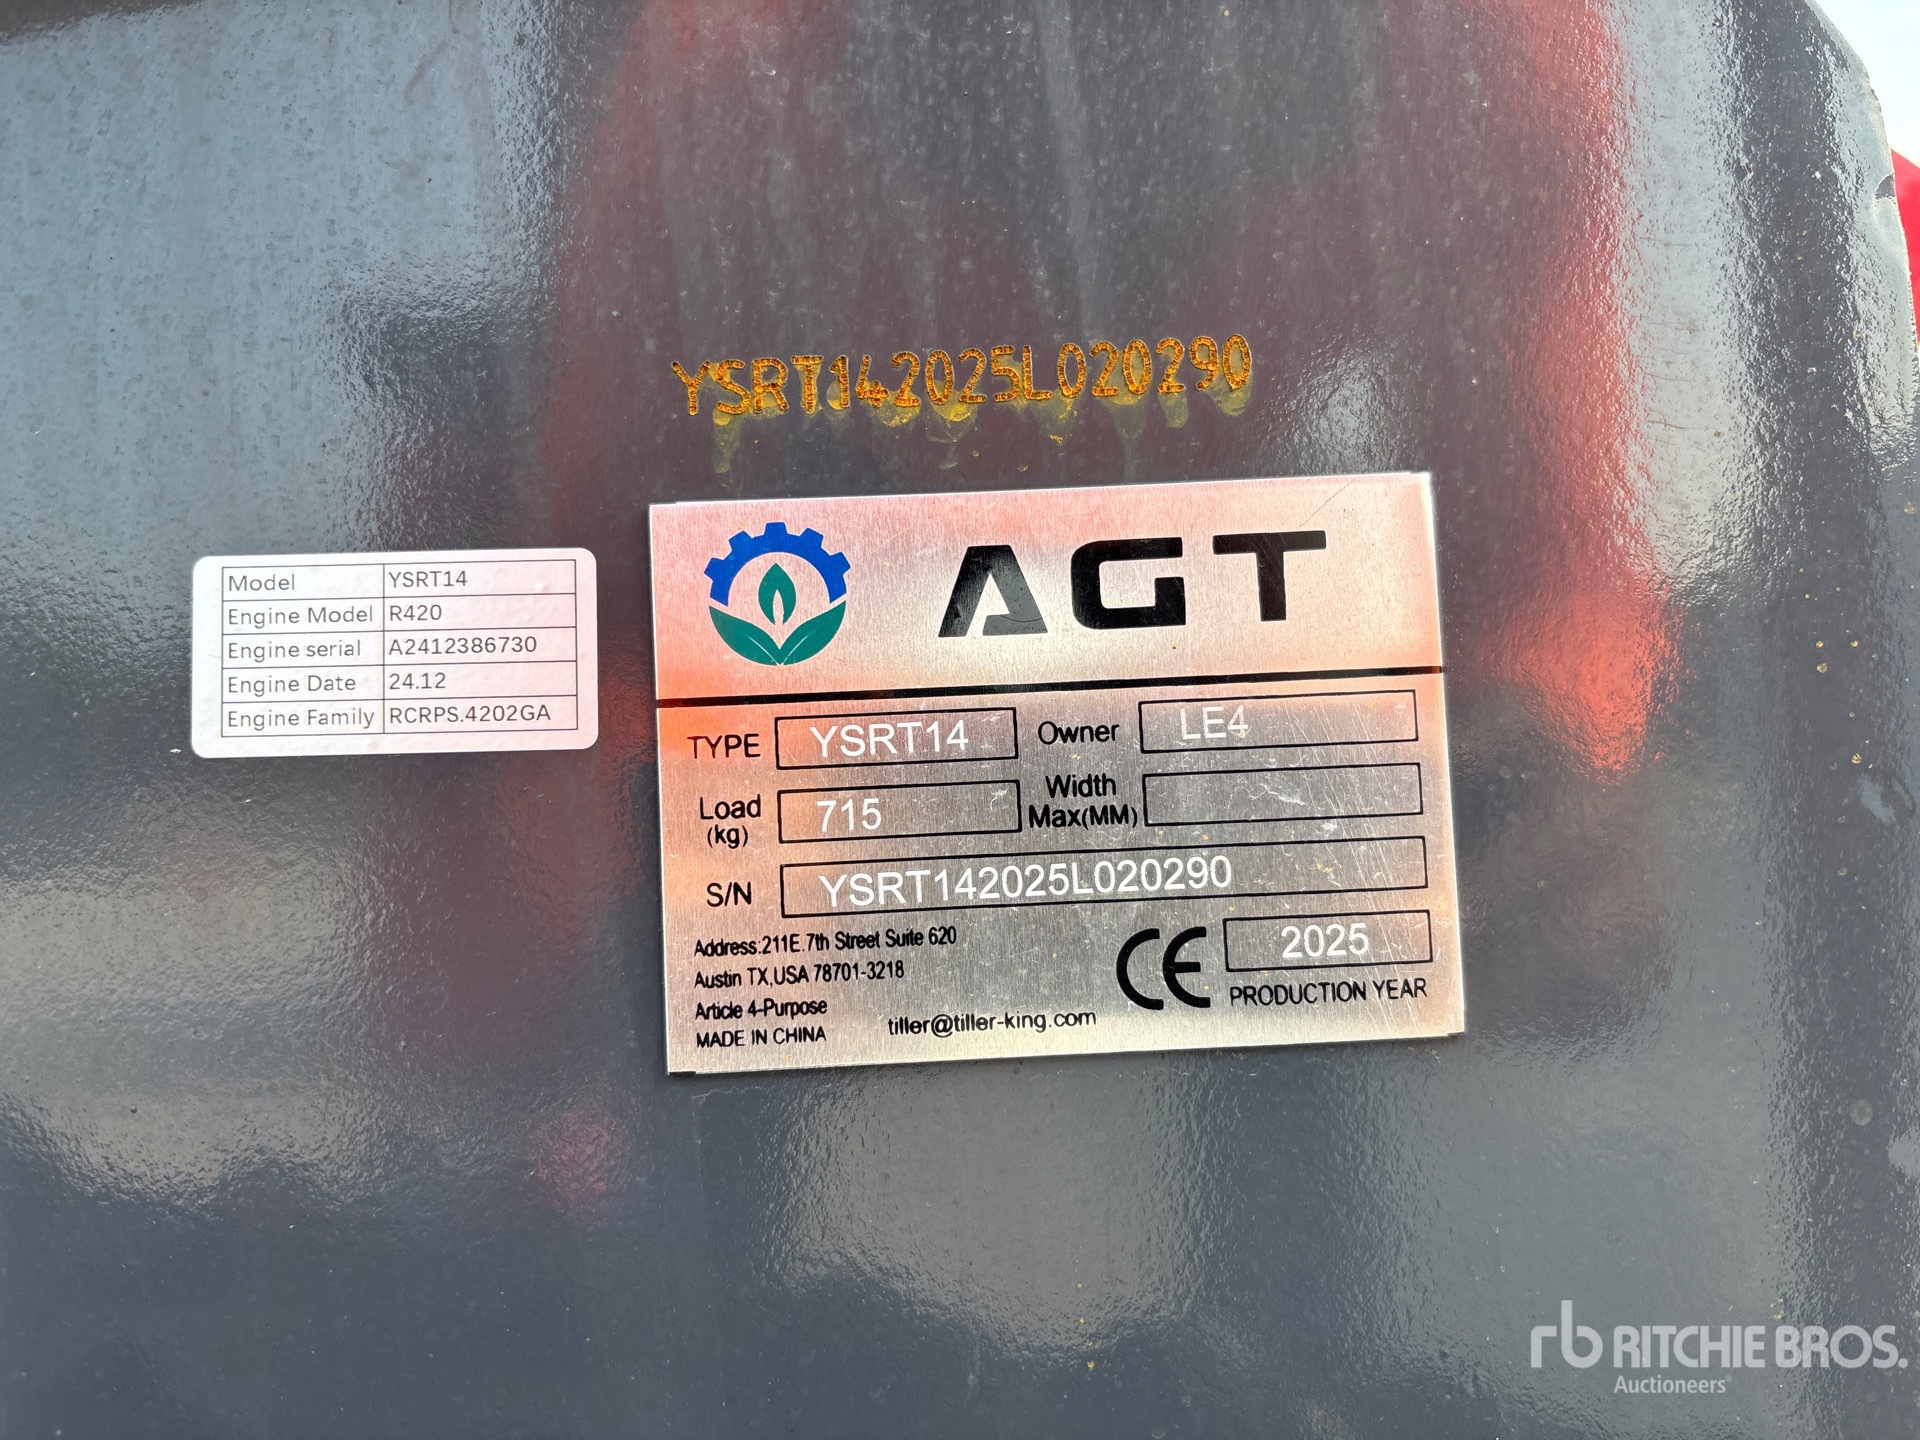 YSRT142025L020290
Model YSRT14
Engine Model R420
Engine serial A2412386730
Engine Date 24.12
Engine Family RCRPS.4202GA
AGT
TYPE YSRT14 Owner LE4
Load (kg) 715 Width Max(MM)
S/N YSRT142025L020290
Address:211E.7th Street Suite 620
Austin TX,USA 78701-3218
Article 4-Purpose
MADE IN CHINA
tiller@tiller-king.com
CE
2025
PRODUCTION YEAR
rb RITCHIE BROS.
Auctioneers